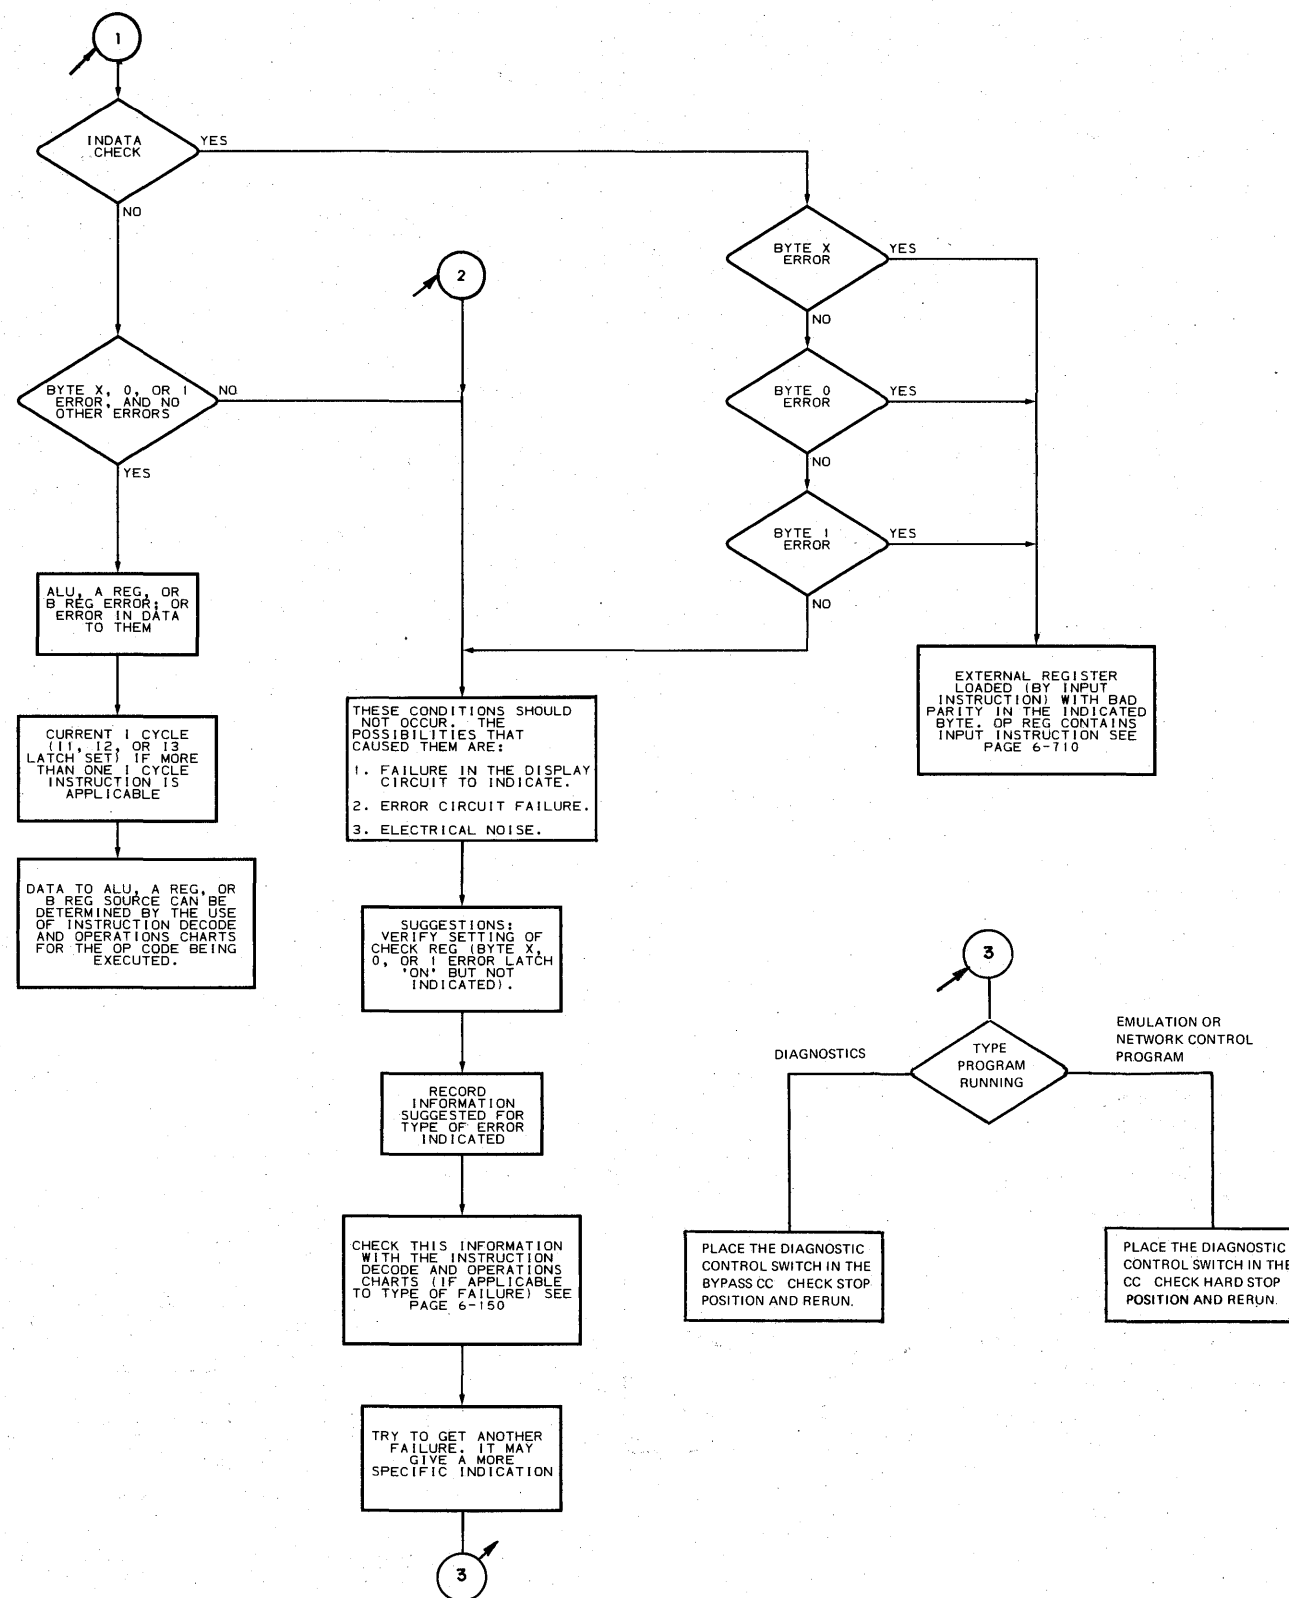 1
INDATA
CHECK
YES
NO
BYTE X
ERROR
YES
NO
2
BYTE X, 0, OR 1
ERROR, AND NO
OTHER ERRORS
NO
YES
BYTE 0
ERROR
YES
NO
BYTE 1
ERROR
YES
NO
ALU, A REG, OR
B REG ERROR; OR
ERROR IN DATA
TO THEM
CURRENT I CYCLE
(I1, I2, OR I3
LATCH SET) IF MORE
THAN ONE I CYCLE
INSTRUCTION IS
APPLICABLE
DATA TO ALU, A REG, OR
B REG SOURCE CAN BE
DETERMINED BY THE USE
OF INSTRUCTION DECODE
AND OPERATIONS CHARTS
FOR THE OP CODE BEING
EXECUTED.
THESE CONDITIONS SHOULD
NOT OCCUR. THE
POSSIBILITIES THAT
CAUSED THEM ARE:
1. FAILURE IN THE DISPLAY
CIRCUIT TO INDICATE.
2. ERROR CIRCUIT FAILURE.
3. ELECTRICAL NOISE.
EXTERNAL REGISTER
LOADED (BY INPUT
INSTRUCTION) WITH BAD
PARITY IN THE INDICATED
BYTE. OP REG CONTAINS
INPUT INSTRUCTION SEE
PAGE 6-710
SUGGESTIONS:
VERIFY SETTING OF
CHECK REG (BYTE X,
0, OR 1 ERROR LATCH
'ON' BUT NOT
INDICATED).
RECORD
INFORMATION
SUGGESTED FOR
TYPE OF ERROR
INDICATED
CHECK THIS INFORMATION
WITH THE INSTRUCTION
DECODE AND OPERATIONS
CHARTS (IF APPLICABLE
TO TYPE OF FAILURE) SEE
PAGE 6-150
TRY TO GET ANOTHER
FAILURE. IT MAY
GIVE A MORE
SPECIFIC INDICATION
3
3
TYPE
PROGRAM
RUNNING
DIAGNOSTICS
EMULATION OR
NETWORK CONTROL
PROGRAM
PLACE THE DIAGNOSTIC
CONTROL SWITCH IN THE
BYPASS CC CHECK STOP
POSITION AND RERUN.
PLACE THE DIAGNOSTIC
CONTROL SWITCH IN THE
CC CHECK HARD STOP
POSITION AND RERUN.